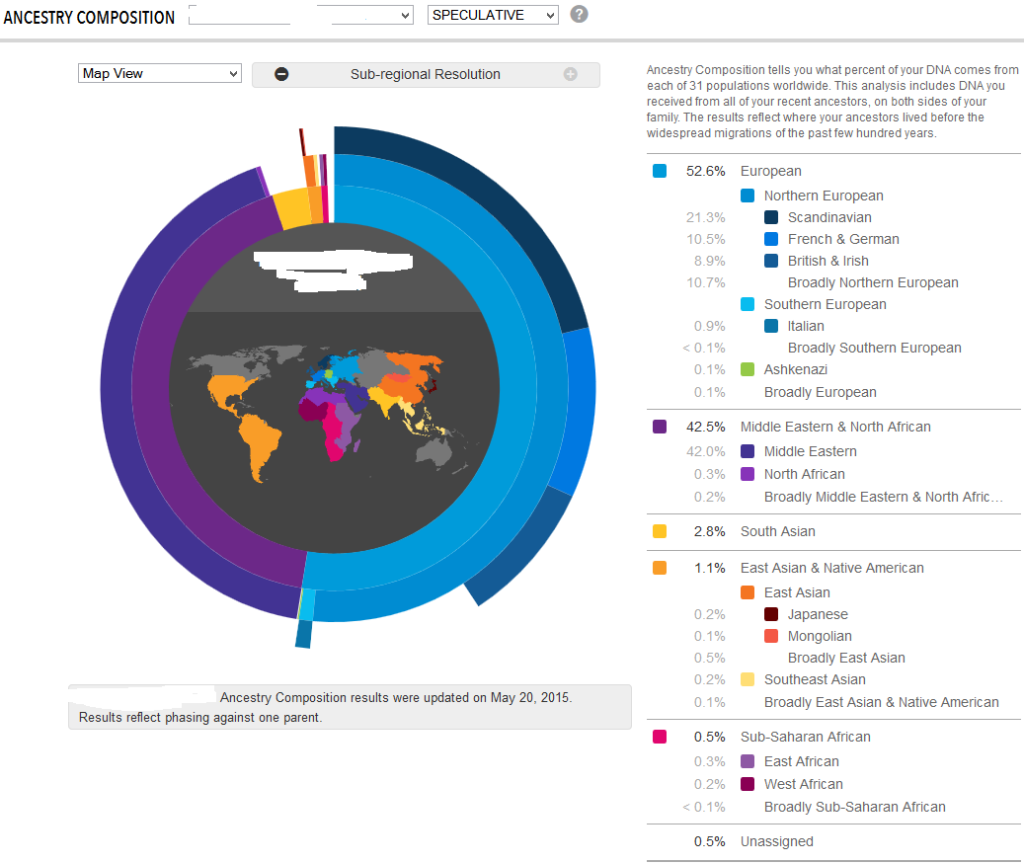 ANCESTRY COMPOSITION
SPECULATIVE
?
Map View
Sub-regional Resolution
Ancestry Composition tells you what percent of your DNA comes from
each of 31 populations worldwide. This analysis includes DNA you
received from all of your recent ancestors, on both sides of your
family. The results reflect where your ancestors lived before the
widespread migrations of the past few hundred years.
52.6% European
Northern European
21.3% Scandinavian
10.5% French & German
8.9% British & Irish
10.7% Broadly Northern European
Southern European
0.9% Italian
< 0.1% Broadly Southern European
0.1% Ashkenazi
0.1% Broadly European
42.5% Middle Eastern & North African
42.0% Middle Eastern
0.3% North African
0.2% Broadly Middle Eastern & North Afric...
2.8% South Asian
1.1% East Asian & Native American
East Asian
0.2% Japanese
0.1% Mongolian
0.5% Broadly East Asian
0.2% Southeast Asian
0.1% Broadly East Asian & Native American
0.5% Sub-Saharan African
0.3% East African
0.2% West African
< 0.1% Broadly Sub-Saharan African
0.5% Unassigned
Ancestry Composition results were updated on May 20, 2015.
Results reflect phasing against one parent.